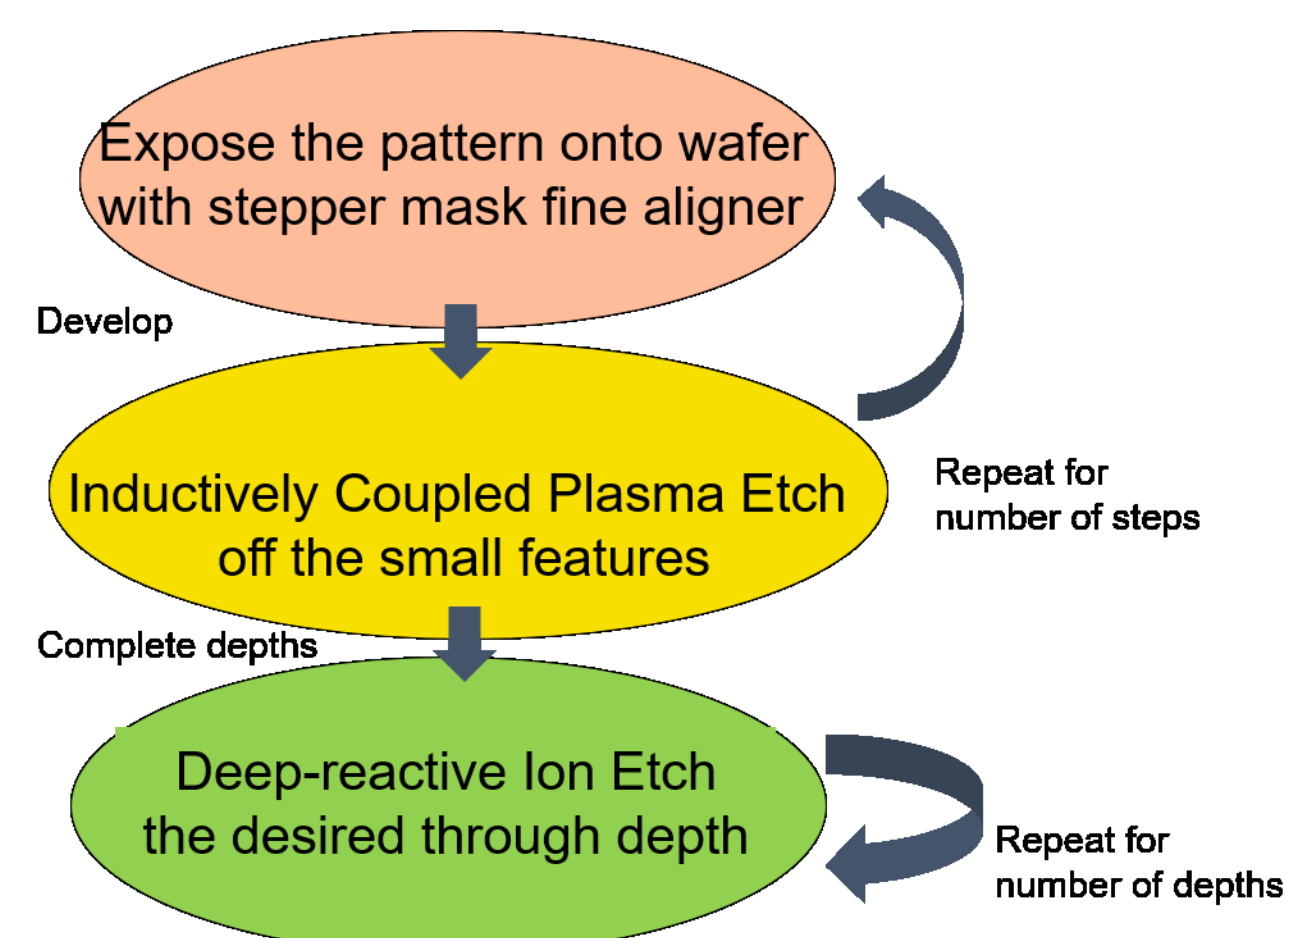 Expose the pattern onto wafer
with stepper mask fine aligner
Develop
Inductively Coupled Plasma Etch
off the small features
Repeat for
number of steps
Complete depths
Deep-reactive Ion Etch
the desired through depth
Repeat for
number of depths